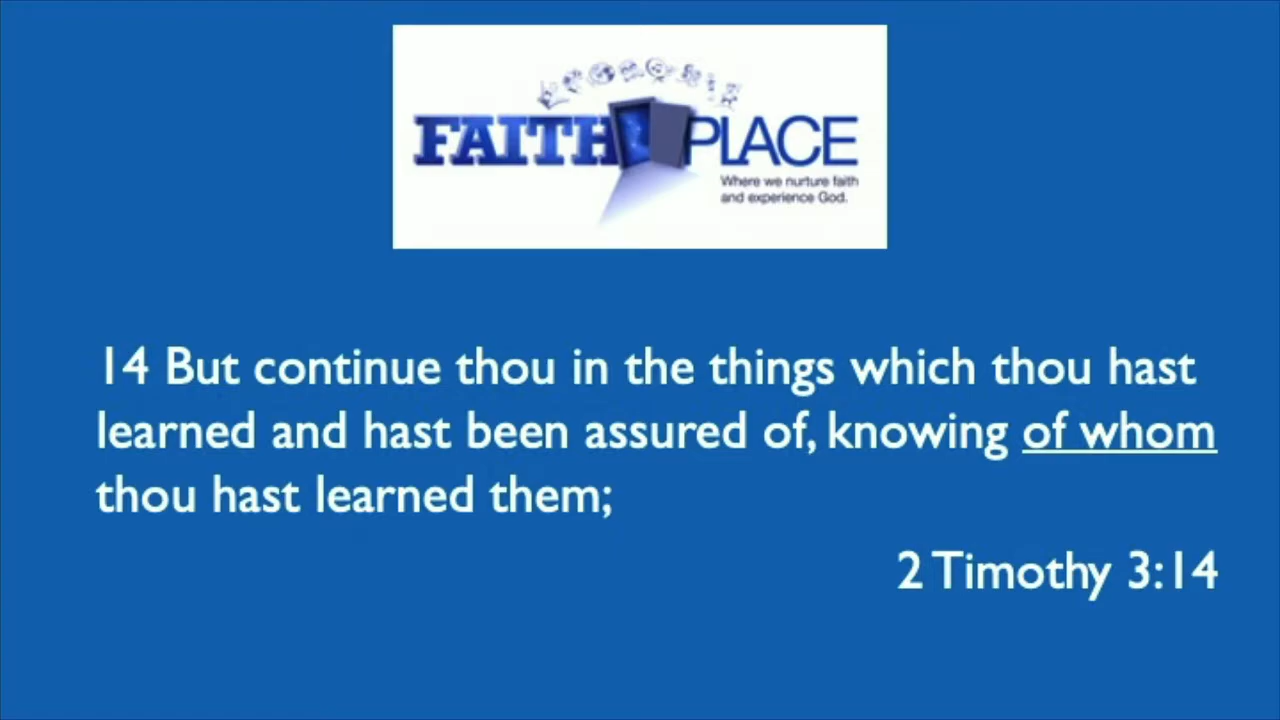 FAITH PLACE
Where we nurture faith
and experience God.
14 But continue thou in the things which thou hast
learned and hast been assured of, knowing of whom
thou hast learned them;
2 Timothy 3:14